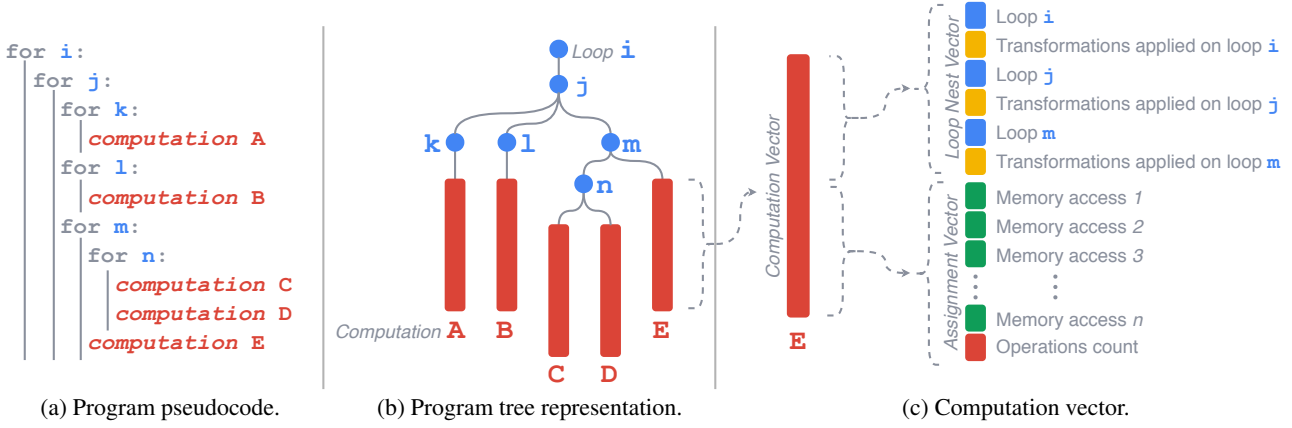 for i:
for j:
for k:
computation A
for l:
computation B
for m:
for n:
computation C
computation D
computation E
(a) Program pseudocode.
Loop i
j
k
l
m
n
Computation A
B
E
C
D
(b) Program tree representation.
Computation Vector
E
Loop Nest Vector
Loop i
Transformations applied on loop i
Loop j
Transformations applied on loop j
Loop m
Transformations applied on loop m
Assignment Vector
Memory access 1
Memory access 2
Memory access 3
Memory access n
Operations count
(c) Computation vector.